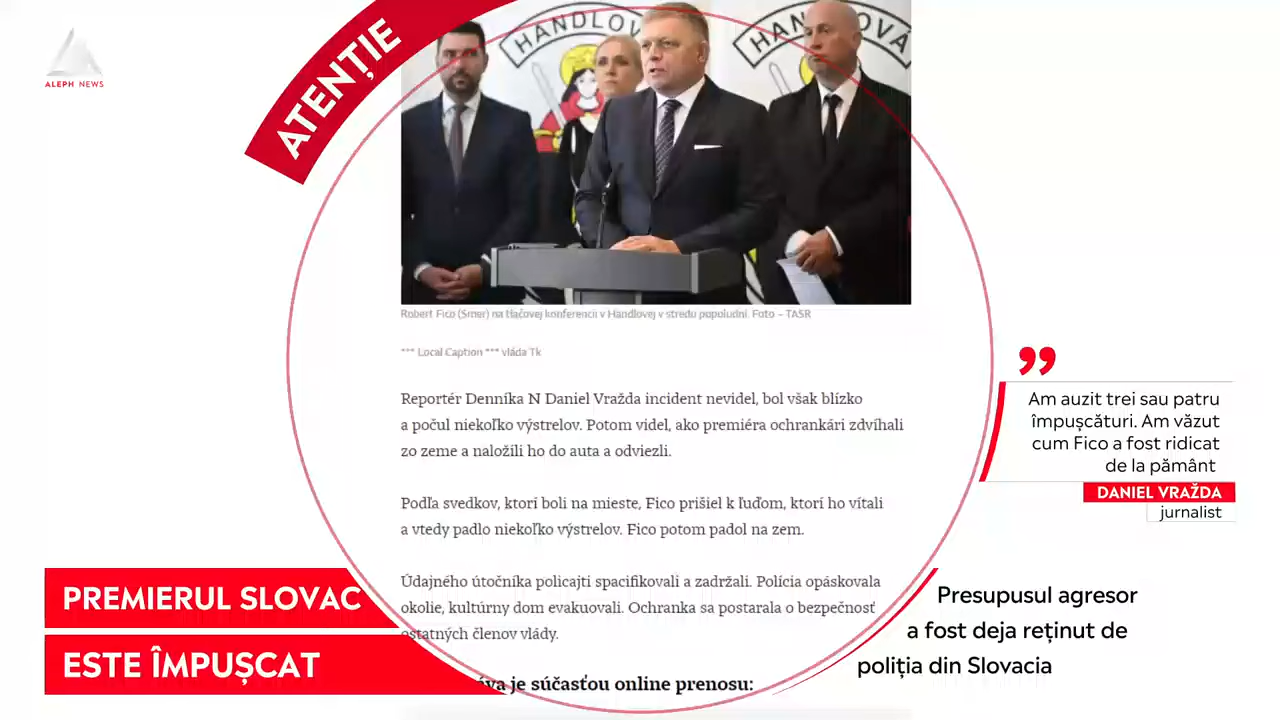 ALEPH NEWS
ATENȚIE
HANDLOVÁ
Robert Fico (Smer) na tlačovej konferencii v Handlovej v stredu popoludní. Foto – TASR
*** Local Caption *** vláda Tk
Reportér Denníka N Daniel Vražda incident nevidel, bol však blízko
a počul niekoľko výstrelov. Potom videl, ako premiéra ochrankári zdvíhali
zo zeme a naložili ho do auta a odviezli.
Podľa svedkov, ktorí boli na mieste, Fico prišiel k ľuďom, ktorí ho vítali
a vtedy padlo niekoľko výstrelov. Fico potom padol na zem.
Údajného útočníka policajti spacifikovali a zadržali. Polícia opáskovala
okolie, kultúrny dom evakuovali. Ochranka sa postarala o bezpečnosť
ostatných členov vlády.
je súčasťou online prenosu:
Am auzit trei sau patru
împușcături. Am văzut
cum Fico a fost ridicat
de la pământ
DANIEL VRAŽDA
jurnalist
PREMIERUL SLOVAC
ESTE ÎMPUȘCAT
Presupusul agresor
a fost deja reținut de
poliția din Slovacia